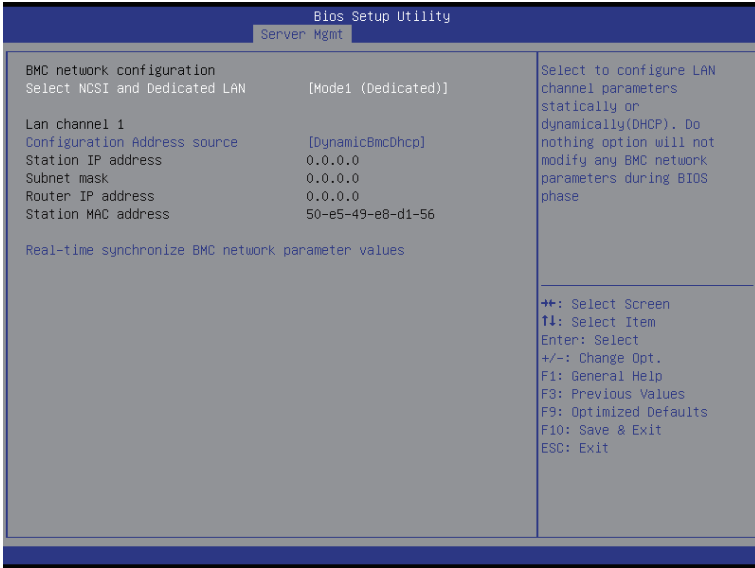 Bios Setup Utility
Server Mgmt
BMC network configuration
Select NCSI and Dedicated LAN [Mode1 (Dedicated)]
Lan channel 1
Configuration Address source [DynamicBmcDhcp]
Station IP address 0.0.0.0
Subnet mask 0.0.0.0
Router IP address 0.0.0.0
Station MAC address 50-e5-49-e8-d1-56
Real-time synchronize BMC network parameter values
Select to configure LAN
channel parameters
statically or
dynamically(DHCP). Do
nothing option will not
modify any BMC network
parameters during BIOS
phase
→←: Select Screen
↑↓: Select Item
Enter: Select
+/-: Change Opt.
F1: General Help
F3: Previous Values
F9: Optimized Defaults
F10: Save & Exit
ESC: Exit